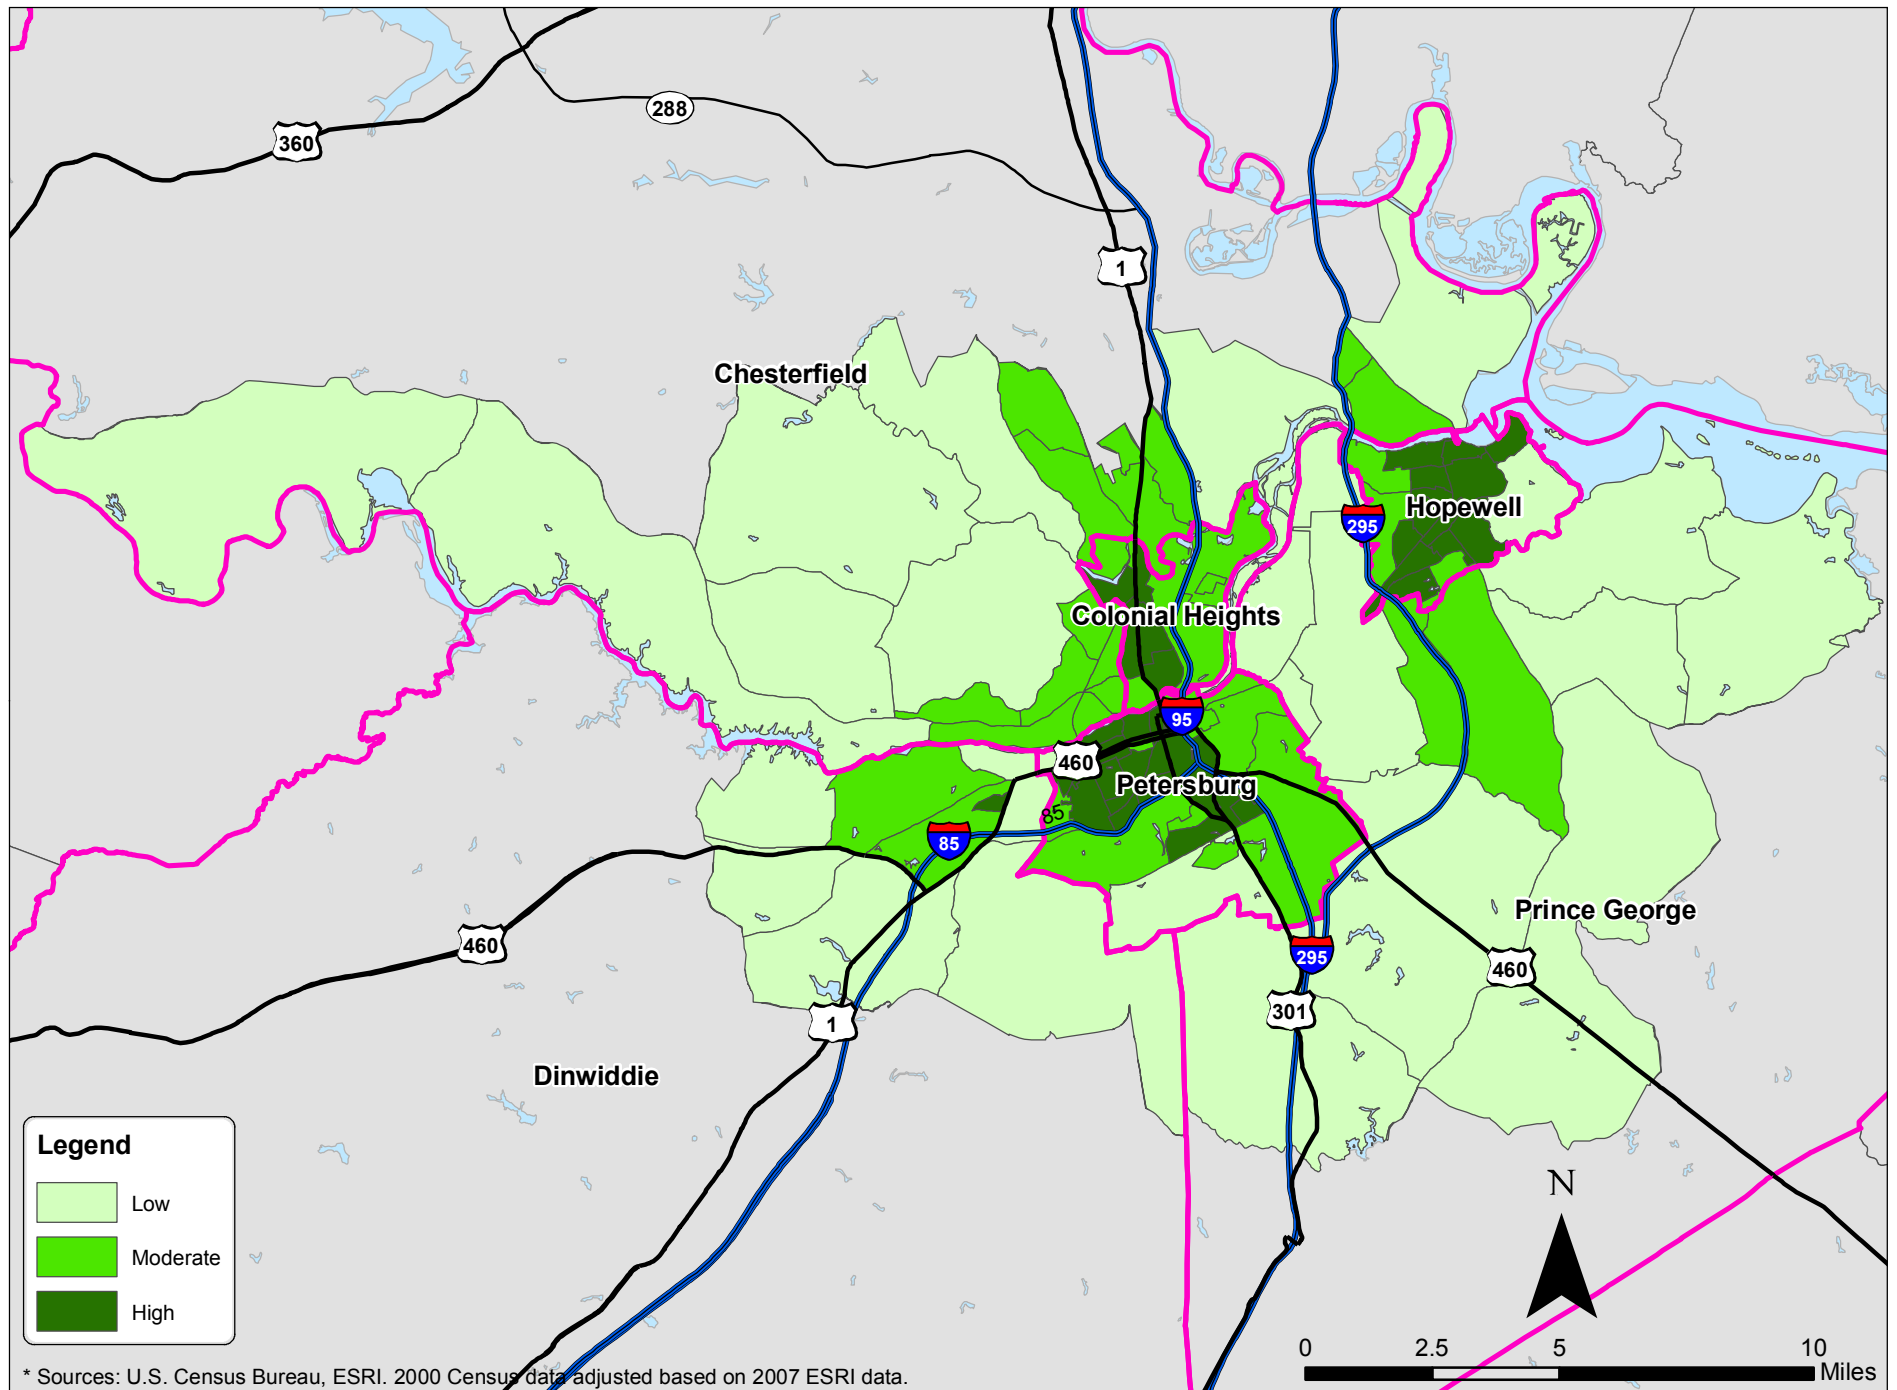 288
360
1
Chesterfield
Hopewell
295
Colonial Heights
95
460
Petersburg
85
85
Prince George
460
295
460
301
1
Dinwiddie
Legend
Low
Moderate
High
N
0 2.5 5 10
Miles
* Sources: U.S. Census Bureau, ESRI. 2000 Census data adjusted based on 2007 ESRI data.